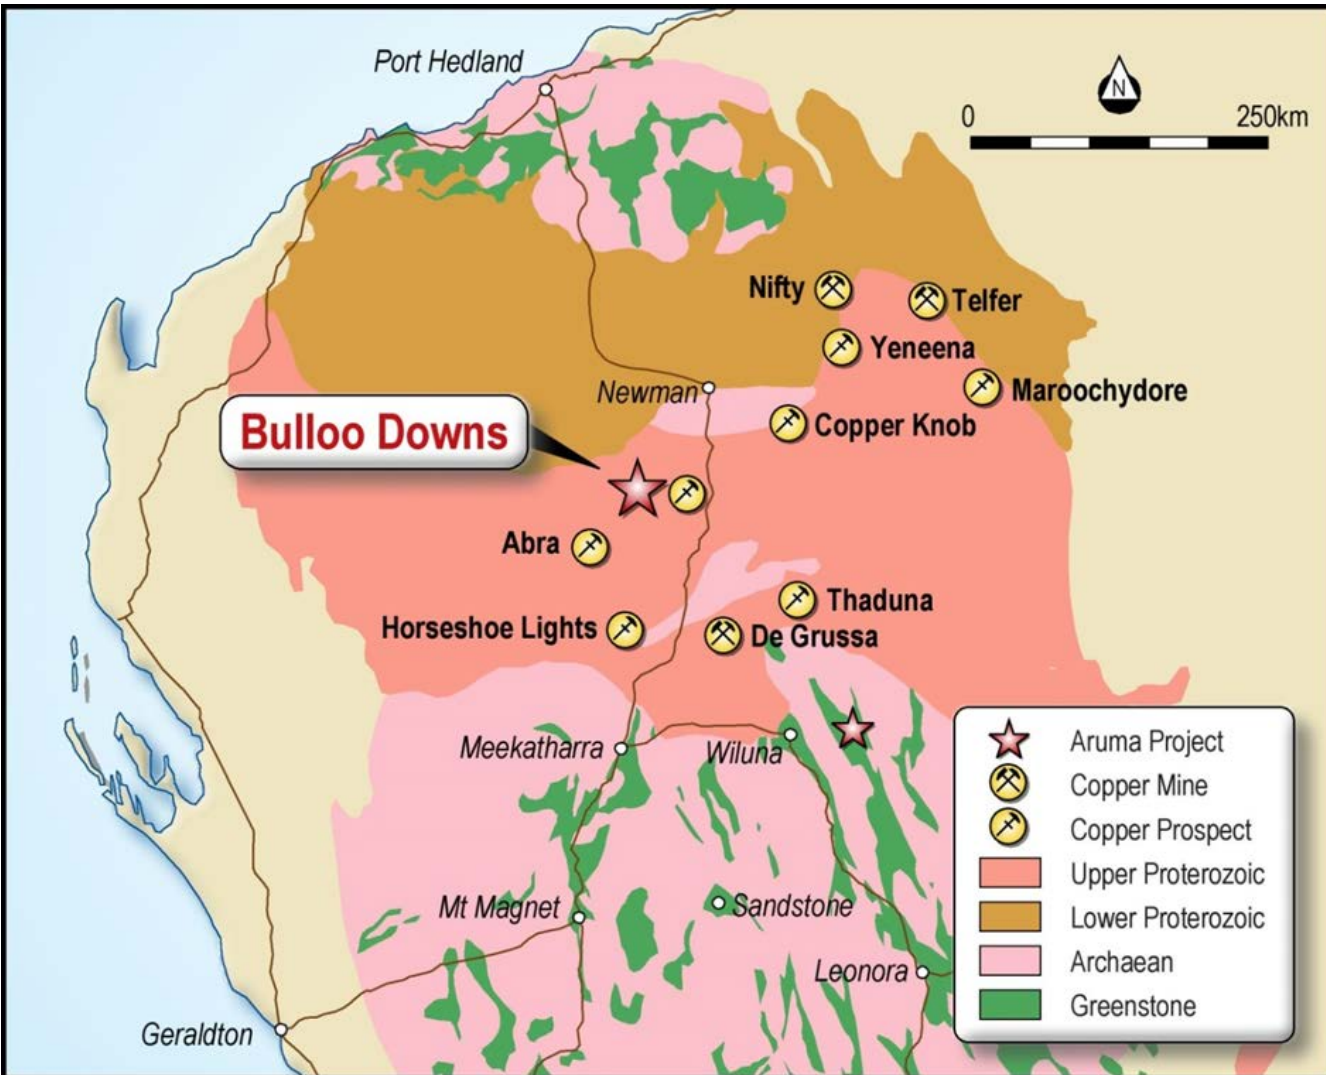 Port Hedland
N
0
250km
Nifty
Telfer
Yeneena
Newman
Maroochydore
Bulloo Downs
Copper Knob
Abra
Thaduna
Horseshoe Lights
De Grussa
Meekatharra
Wiluna
Aruma Project
Copper Mine
Copper Prospect
Upper Proterozoic
Lower Proterozoic
Archaean
Greenstone
Mt Magnet
Sandstone
Leonora
Geraldton